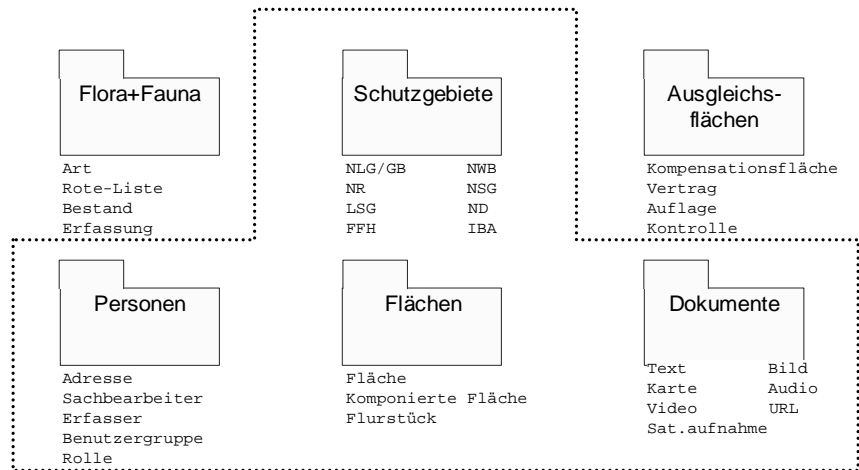 Flora+Fauna
Art
Rote-Liste
Bestand
Erfassung
Schutzgebiete
NLG/GB NWB
NR NSG
LSG ND
FFH IBA
Ausgleichs-
flächen
Kompensationsfläche
Vertrag
Auflage
Kontrolle
Personen
Adresse
Sachbearbeiter
Erfasser
Benutzergruppe
Rolle
Flächen
Fläche
Komponierte Fläche
Flurstück
Dokumente
Text Bild
Karte Audio
Video URL
Sat.aufnahme